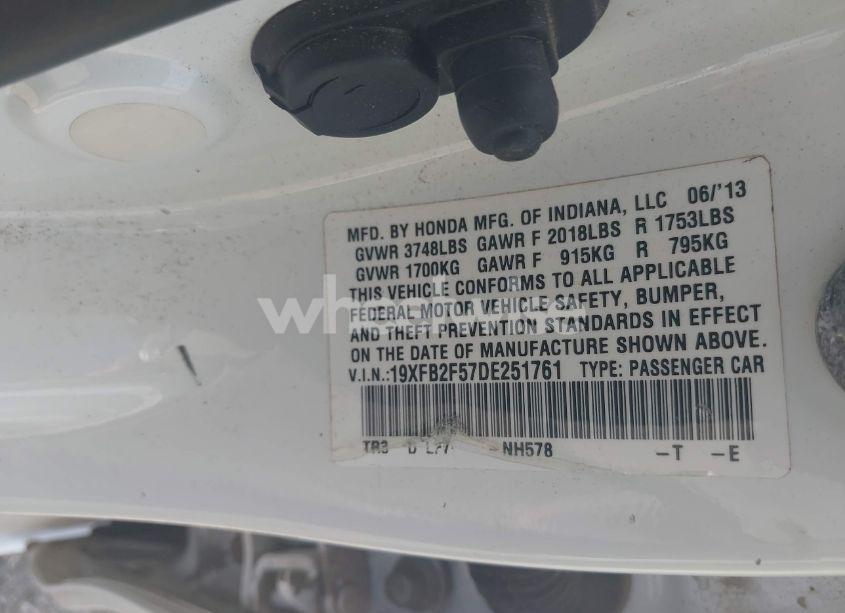 MFD. BY HONDA MFG. OF INDIANA, LLC 06/'13
GVWR 3748LBS GAWR F 2018LBS R 1753LBS
GVWR 1700KG GAWR F 915KG R 795KG
THIS VEHICLE CONFORMS TO ALL APPLICABLE
FEDERAL MOTOR VEHICLE SAFETY, BUMPER,
AND THEFT PREVENTION STANDARDS IN EFFECT
ON THE DATE OF MANUFACTURE SHOWN ABOVE.
V.I.N.:19XFB2F57DE251761 TYPE: PASSENGER CAR
TR3 NH578 -T -E